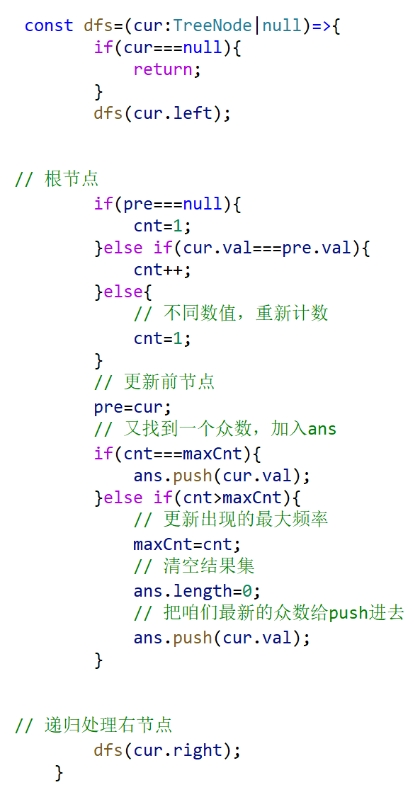 const dfs=(cur:TreeNode|null)=>{
if(cur===null){
return;
}
dfs(cur.left);
// 根节点
if(pre===null){
cnt=1;
}else if(cur.val===pre.val){
cnt++;
}else{
// 不同数值，重新计数
cnt=1;
}
// 更新前节点
pre=cur;
// 又找到一个众数，加入ans
if(cnt===maxCnt){
ans.push(cur.val);
}else if(cnt>maxCnt){
// 更新出现的最大频率
maxCnt=cnt;
// 清空结果集
ans.length=0;
// 把咱们最新的众数给push进去
ans.push(cur.val);
}
// 递归处理右节点
dfs(cur.right);
}